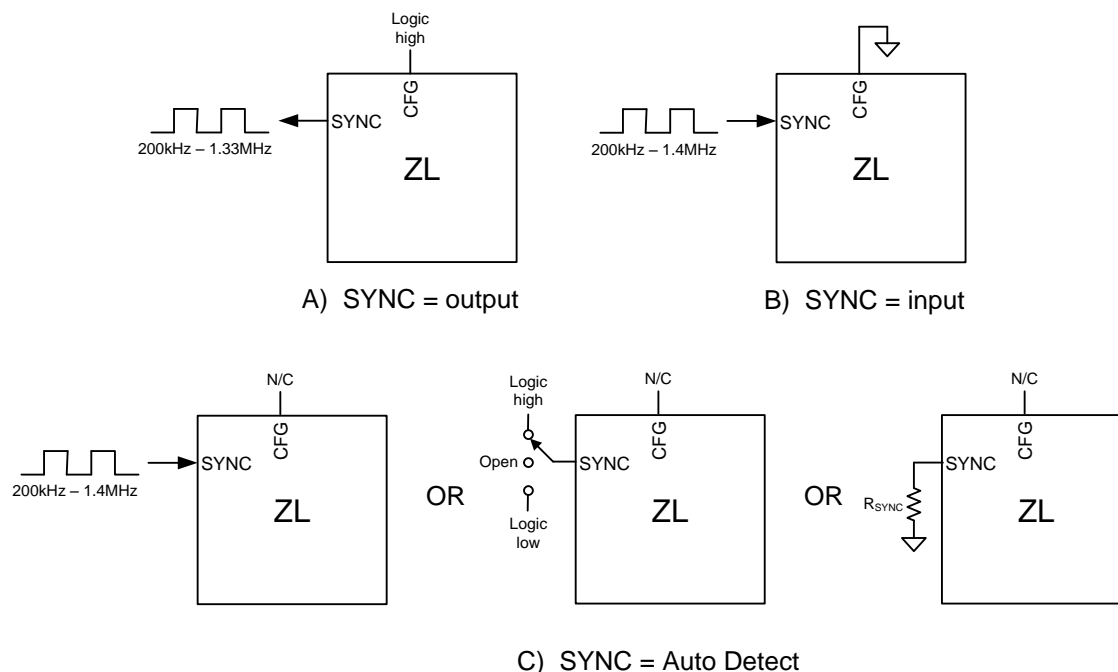 Logic
high
CFG
SYNC
200kHz – 1.33MHz
ZL
A) SYNC = output
CFG
SYNC
200kHz – 1.4MHz
ZL
B) SYNC = input
N/C
CFG
SYNC
200kHz – 1.4MHz
ZL
OR
Logic
high
Open
Logic
low
N/C
CFG
SYNC
ZL
OR
N/C
CFG
SYNC
RSYNC
ZL
C) SYNC = Auto Detect